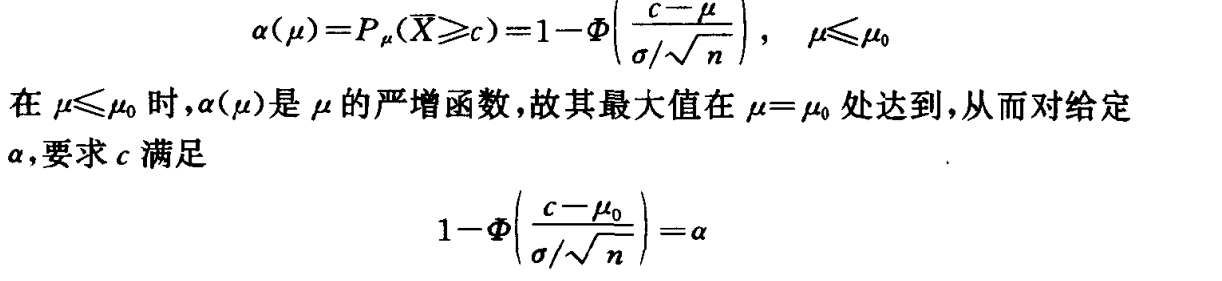 α(μ)=P_μ(X̄≥c)=1−Φ((c−μ)/(σ/√n)), μ≤μ₀
在 μ≤μ₀ 时,α(μ)是 μ 的严增函数,故其最大值在 μ=μ₀ 处达到,从而对给定
α,要求 c 满足
1−Φ((c−μ₀)/(σ/√n))=α